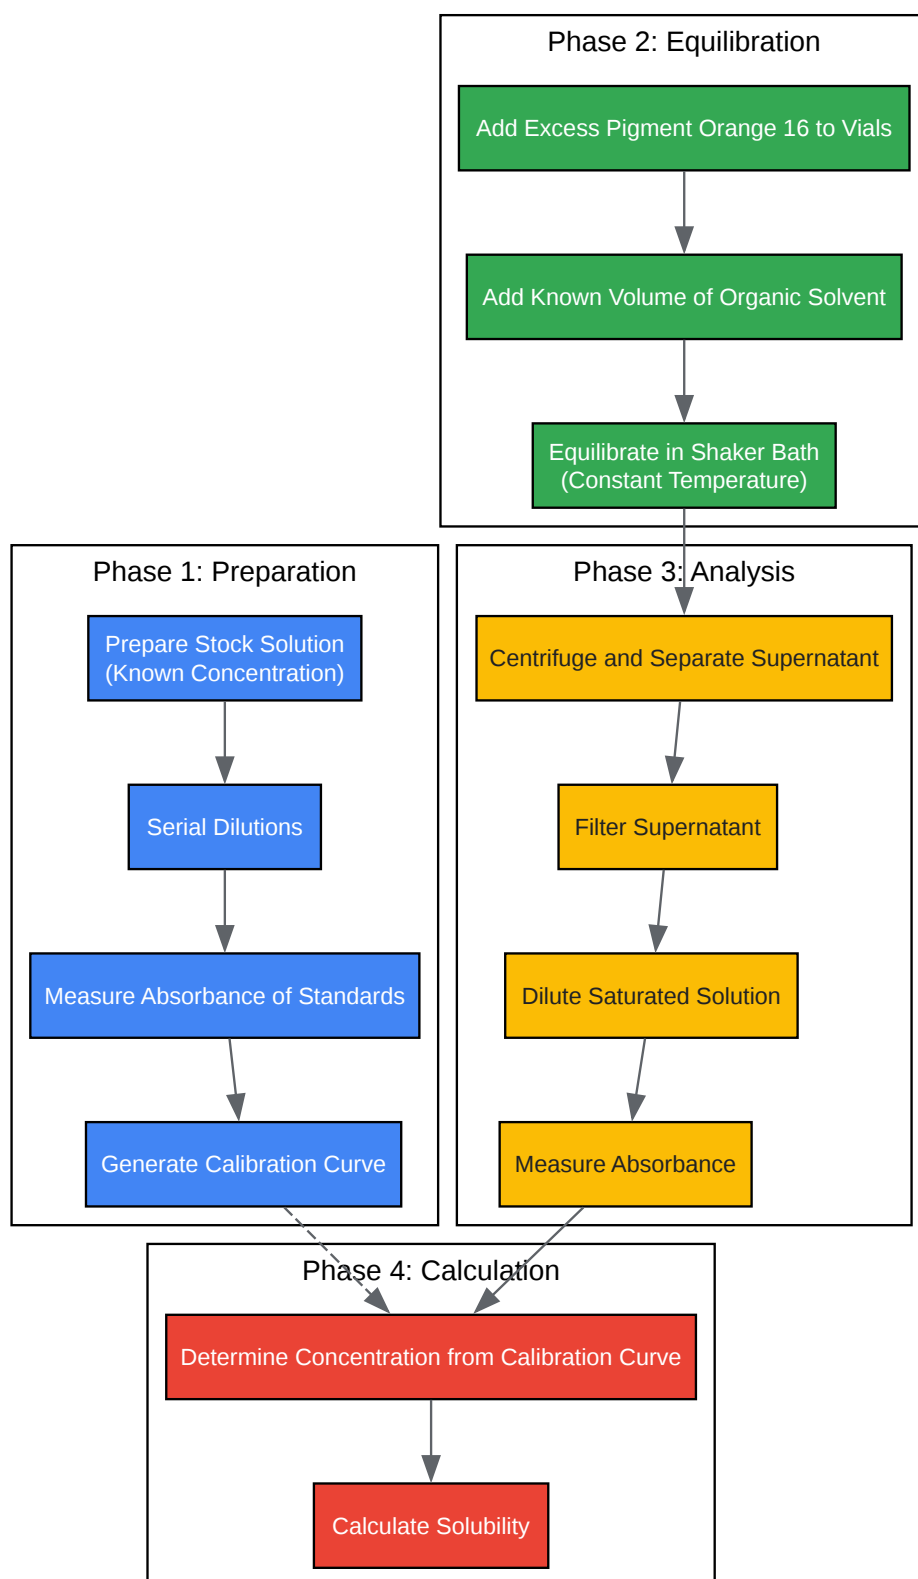 Phase 2: Equilibration
Add Excess Pigment Orange 16 to Vials
Add Known Volume of Organic Solvent
Equilibrate in Shaker Bath
(Constant Temperature)
Phase 1: Preparation
Prepare Stock Solution
(Known Concentration)
Serial Dilutions
Measure Absorbance of Standards
Generate Calibration Curve
Phase 3: Analysis
Centrifuge and Separate Supernatant
Filter Supernatant
Dilute Saturated Solution
Measure Absorbance
Phase 4: Calculation
Determine Concentration from Calibration Curve
Calculate Solubility